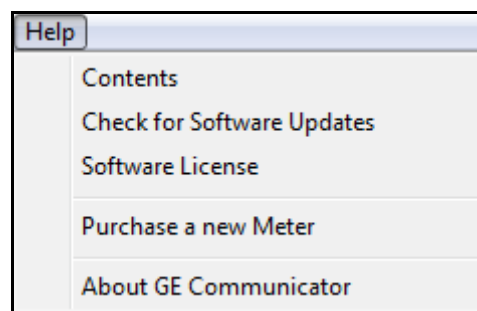 Help
Contents
Check for Software Updates
Software License
Purchase a new Meter
About GE Communicator